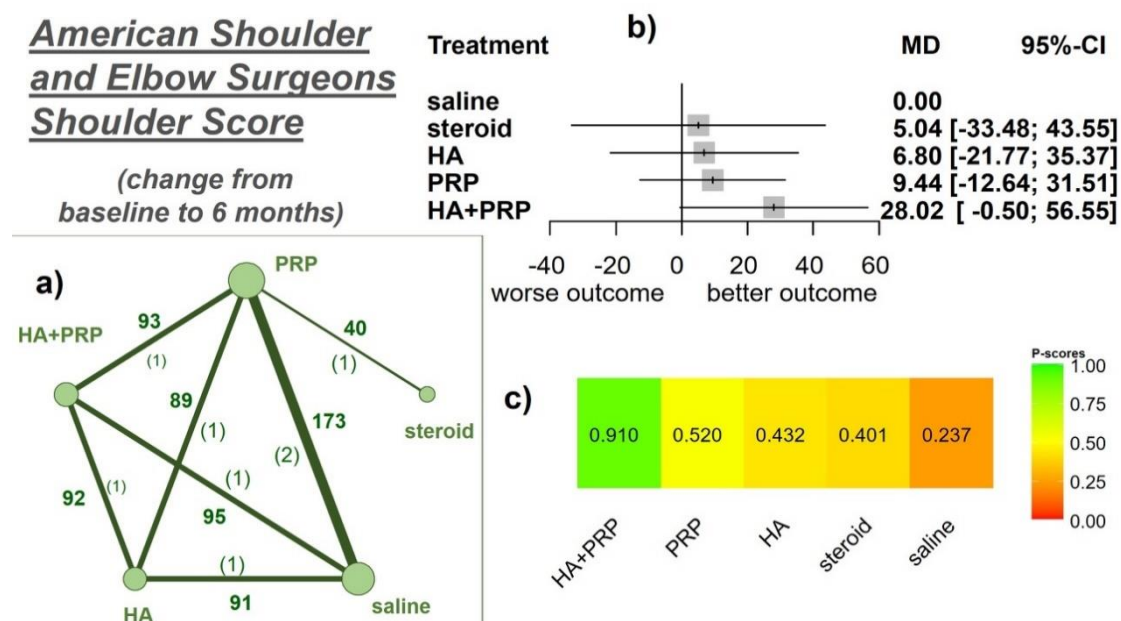 American Shoulder
and Elbow Surgeons
Shoulder Score
(change from
baseline to 6 months)
b)
Treatment MD 95%-CI
saline 0.00
steroid 5.04 [-33.48; 43.55]
HA 6.80 [-21.77; 35.37]
PRP 9.44 [-12.64; 31.51]
HA+PRP 28.02 [ -0.50; 56.55]
-40 -20 0 20 40 60
worse outcome better outcome
a)
PRP
HA+PRP
93
(1)
40
(1)
steroid
89
(1)
173
(2)
92
(1)
(1)
95
(1)
91
HA
saline
c)
P-scores
1.00
0.75
0.50
0.25
0.00
0.910 0.520 0.432 0.401 0.237
HA+PRP PRP HA steroid saline